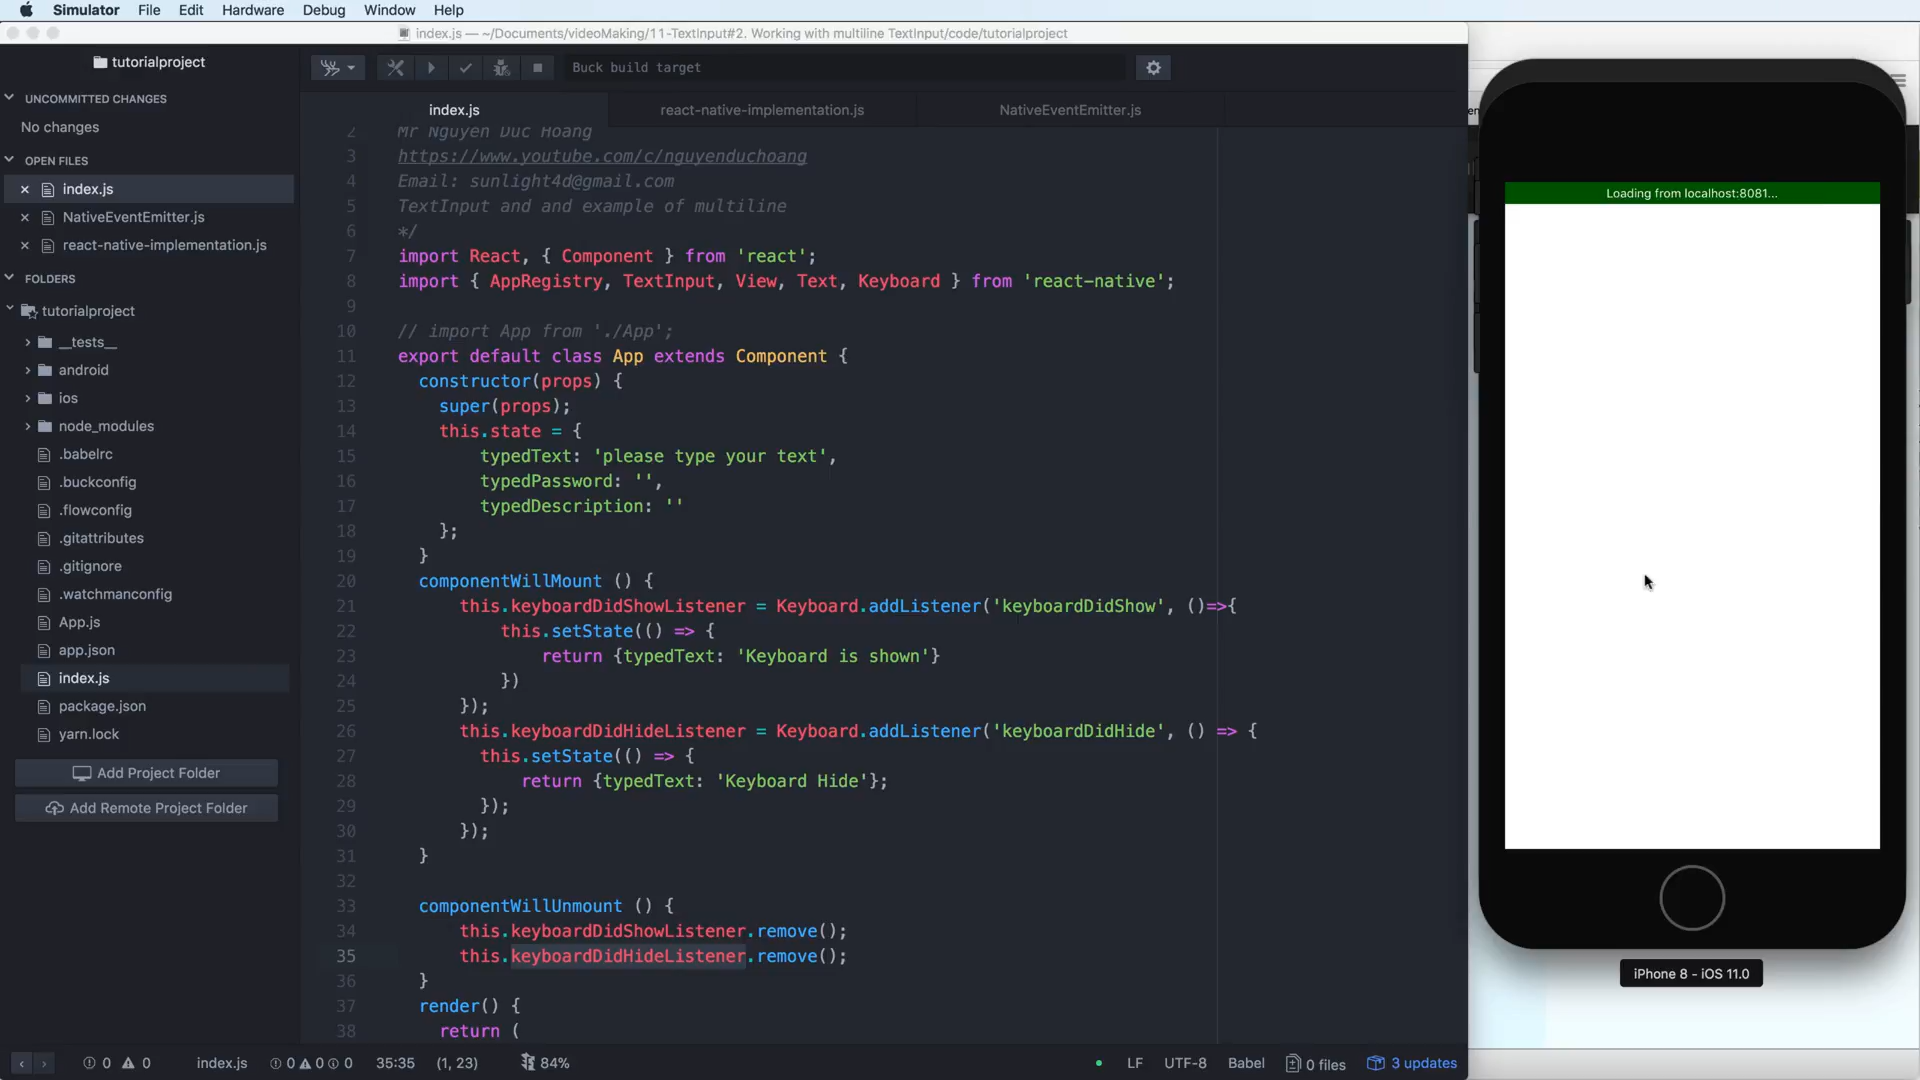 Simulator File Edit Hardware Debug Window Help
index.js — ~/Documents/videoMaking/11-TextInput#2. Working with multiline TextInput/code/tutorialproject
tutorialproject
UNCOMMITTED CHANGES
No changes
OPEN FILES
index.js
NativeEventEmitter.js
react-native-implementation.js
FOLDERS
tutorialproject
__tests__
android
ios
node_modules
.babelrc
.buckconfig
.flowconfig
.gitattributes
.gitignore
.watchmanconfig
App.js
app.json
index.js
package.json
yarn.lock
Add Project Folder
Add Remote Project Folder
Buck build target
index.js react-native-implementation.js NativeEventEmitter.js
2 Mr Nguyen Duc Hoang
3 https://www.youtube.com/c/nguyenduchoang
4 Email: sunlight4d@gmail.com
5 TextInput and and example of multiline
6 */
7 import React, { Component } from 'react';
8 import { AppRegistry, TextInput, View, Text, Keyboard } from 'react-native';
9
10 // import App from './App';
11 export default class App extends Component {
12 constructor(props) {
13 super(props);
14 this.state = {
15 typedText: 'please type your text',
16 typedPassword: '',
17 typedDescription: ''
18 };
19 }
20 componentWillMount () {
21 this.keyboardDidShowListener = Keyboard.addListener('keyboardDidShow', ()=>{
22 this.setState(() => {
23 return {typedText: 'Keyboard is shown'}
24 })
25 });
26 this.keyboardDidHideListener = Keyboard.addListener('keyboardDidHide', () => {
27 this.setState(() => {
28 return {typedText: 'Keyboard Hide'};
29 });
30 });
31 }
32
33 componentWillUnmount () {
34 this.keyboardDidShowListener.remove();
35 this.keyboardDidHideListener.remove();
36 }
37 render() {
38 return (
0 0 index.js 0 0 0 35:35 (1, 23) 84% LF UTF-8 Babel 0 files 3 updates
Loading from localhost:8081...
iPhone 8 - iOS 11.0